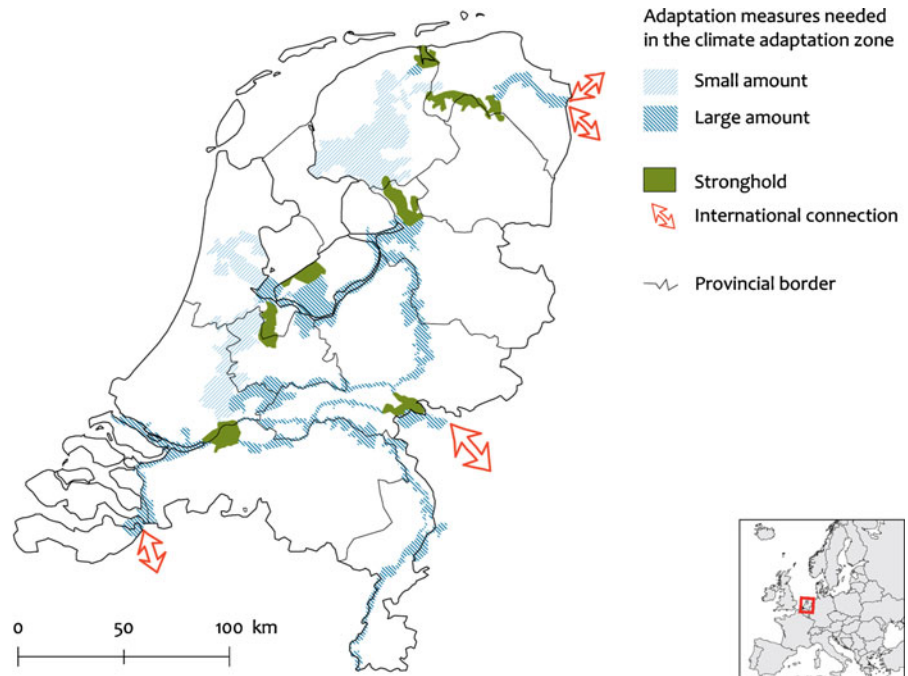 Adaptation measures needed
in the climate adaptation zone
Small amount
Large amount
Stronghold
International connection
Provincial border
0 50 100 km